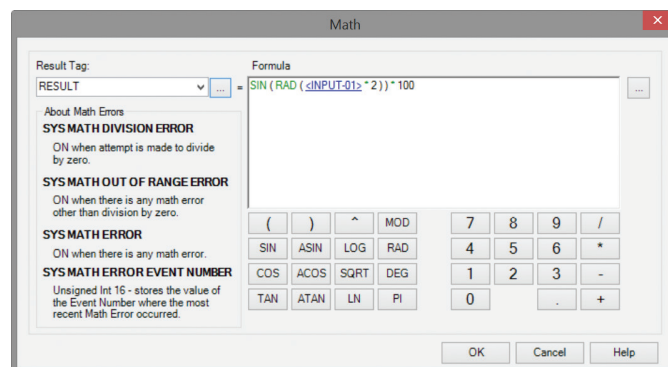 Math
Result Tag:
RESULT
...
=
Formula
SIN ( RAD ( <INPUT-01> * 2 ) ) * 100
...
About Math Errors
SYS MATH DIVISION ERROR
ON when attempt is made to divide
by zero.
SYS MATH OUT OF RANGE ERROR
ON when there is any math error
other than division by zero.
SYS MATH ERROR
ON when there is any math error.
SYS MATH ERROR EVENT NUMBER
Unsigned Int 16 - stores the value of
the Event Number where the most
recent Math Error occurred.
( ) ^ MOD 7 8 9 /
SIN ASIN LOG RAD 4 5 6 *
COS ACOS SQRT DEG 1 2 3 -
TAN ATAN LN PI 0 . +
OK Cancel Help